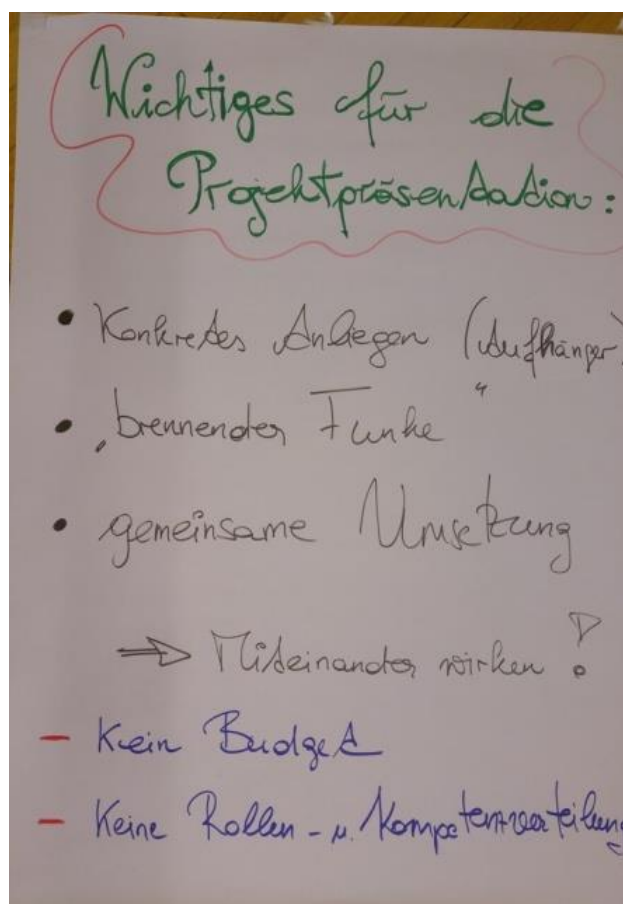 Wichtiges für die
Projektpräsentation:
• Konkretes Anliegen (Aufhänger)
• „brennender Funke“
• gemeinsame Umsetzung
⇒ Miteinander wirken!
– Kein Budget
– Keine Rollen- u. Kompetenzverteilung